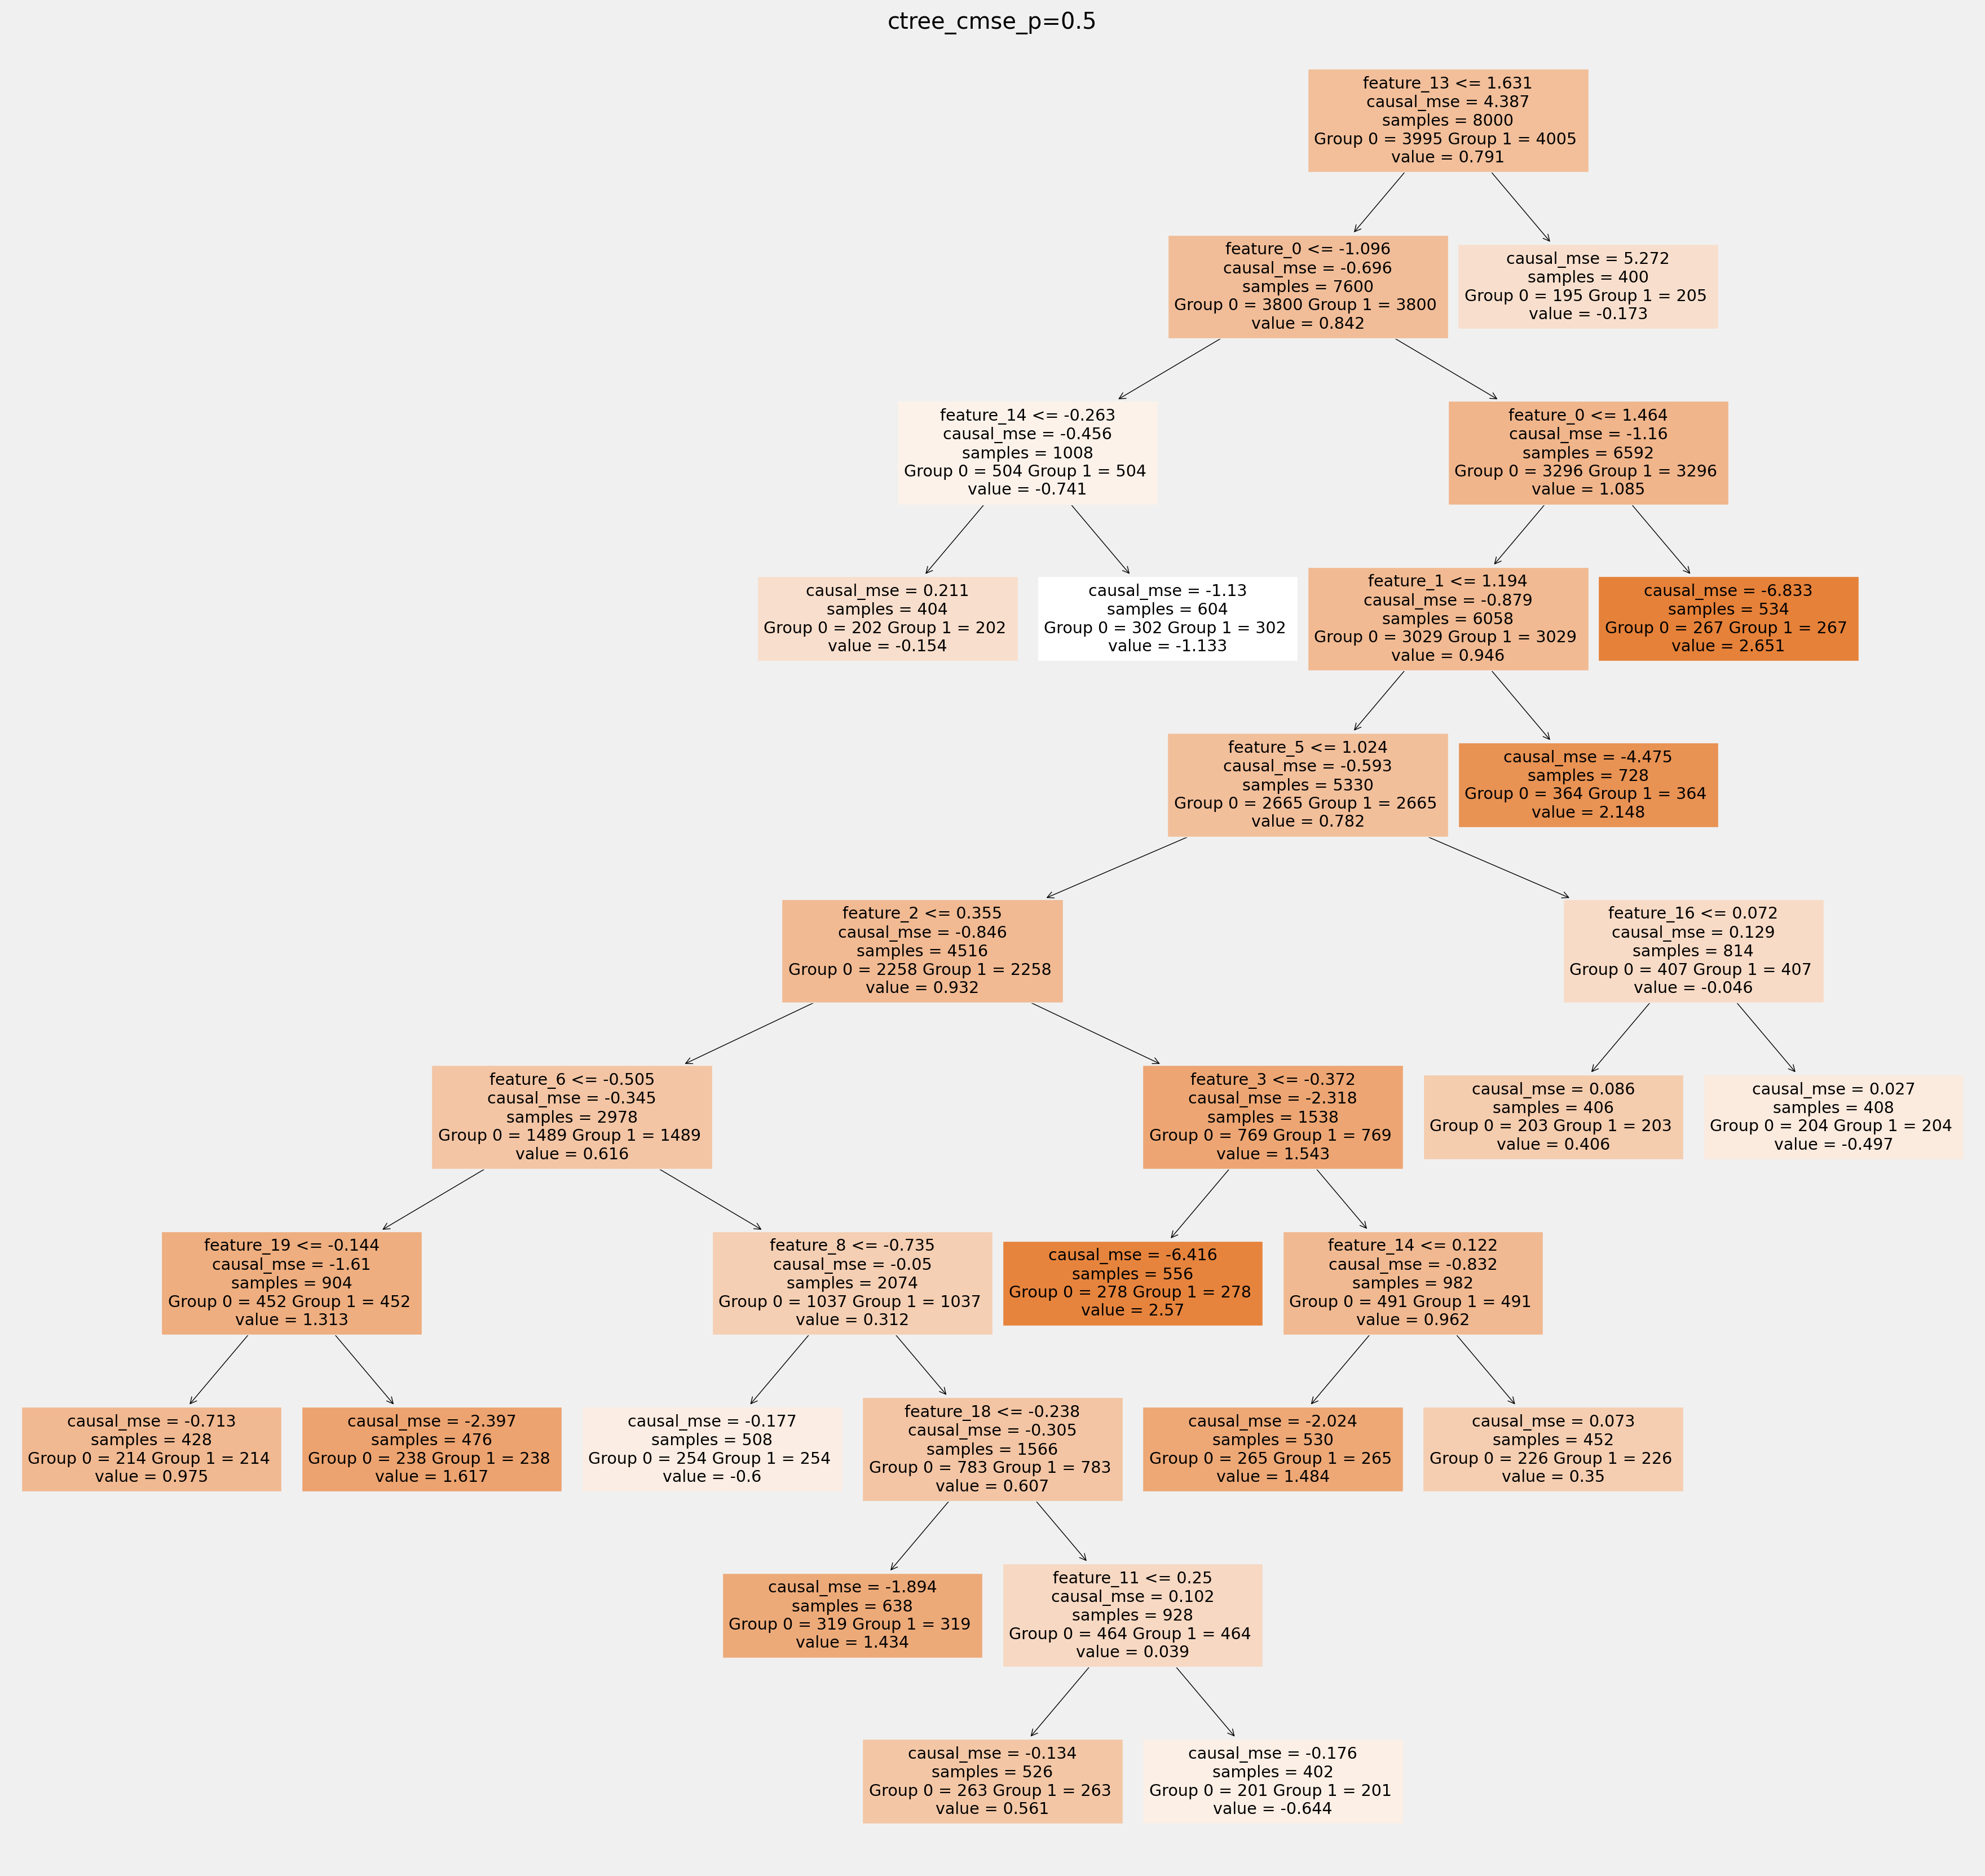 ctree_cmse_p=0.5
feature_13 <= 1.631
causal_mse = 4.387
samples = 8000
Group 0 = 3995 Group 1 = 4005
value = 0.791
feature_0 <= -1.096
causal_mse = -0.696
samples = 7600
Group 0 = 3800 Group 1 = 3800
value = 0.842
causal_mse = 5.272
samples = 400
Group 0 = 195 Group 1 = 205
value = -0.173
feature_14 <= -0.263
causal_mse = -0.456
samples = 1008
Group 0 = 504 Group 1 = 504
value = -0.741
feature_0 <= 1.464
causal_mse = -1.16
samples = 6592
Group 0 = 3296 Group 1 = 3296
value = 1.085
causal_mse = 0.211
samples = 404
Group 0 = 202 Group 1 = 202
value = -0.154
causal_mse = -1.13
samples = 604
Group 0 = 302 Group 1 = 302
value = -1.133
feature_1 <= 1.194
causal_mse = -0.879
samples = 6058
Group 0 = 3029 Group 1 = 3029
value = 0.946
causal_mse = -6.833
samples = 534
Group 0 = 267 Group 1 = 267
value = 2.651
feature_5 <= 1.024
causal_mse = -0.593
samples = 5330
Group 0 = 2665 Group 1 = 2665
value = 0.782
causal_mse = -4.475
samples = 728
Group 0 = 364 Group 1 = 364
value = 2.148
feature_2 <= 0.355
causal_mse = -0.846
samples = 4516
Group 0 = 2258 Group 1 = 2258
value = 0.932
feature_16 <= 0.072
causal_mse = 0.129
samples = 814
Group 0 = 407 Group 1 = 407
value = -0.046
feature_6 <= -0.505
causal_mse = -0.345
samples = 2978
Group 0 = 1489 Group 1 = 1489
value = 0.616
feature_3 <= -0.372
causal_mse = -2.318
samples = 1538
Group 0 = 769 Group 1 = 769
value = 1.543
causal_mse = 0.086
samples = 406
Group 0 = 203 Group 1 = 203
value = 0.406
causal_mse = 0.027
samples = 408
Group 0 = 204 Group 1 = 204
value = -0.497
feature_19 <= -0.144
causal_mse = -1.61
samples = 904
Group 0 = 452 Group 1 = 452
value = 1.313
feature_8 <= -0.735
causal_mse = -0.05
samples = 2074
Group 0 = 1037 Group 1 = 1037
value = 0.312
causal_mse = -6.416
samples = 556
Group 0 = 278 Group 1 = 278
value = 2.57
feature_14 <= 0.122
causal_mse = -0.832
samples = 982
Group 0 = 491 Group 1 = 491
value = 0.962
causal_mse = -0.713
samples = 428
Group 0 = 214 Group 1 = 214
value = 0.975
causal_mse = -2.397
samples = 476
Group 0 = 238 Group 1 = 238
value = 1.617
causal_mse = -0.177
samples = 508
Group 0 = 254 Group 1 = 254
value = -0.6
feature_18 <= -0.238
causal_mse = -0.305
samples = 1566
Group 0 = 783 Group 1 = 783
value = 0.607
causal_mse = -2.024
samples = 530
Group 0 = 265 Group 1 = 265
value = 1.484
causal_mse = 0.073
samples = 452
Group 0 = 226 Group 1 = 226
value = 0.35
causal_mse = -1.894
samples = 638
Group 0 = 319 Group 1 = 319
value = 1.434
feature_11 <= 0.25
causal_mse = 0.102
samples = 928
Group 0 = 464 Group 1 = 464
value = 0.039
causal_mse = -0.134
samples = 526
Group 0 = 263 Group 1 = 263
value = 0.561
causal_mse = -0.176
samples = 402
Group 0 = 201 Group 1 = 201
value = -0.644